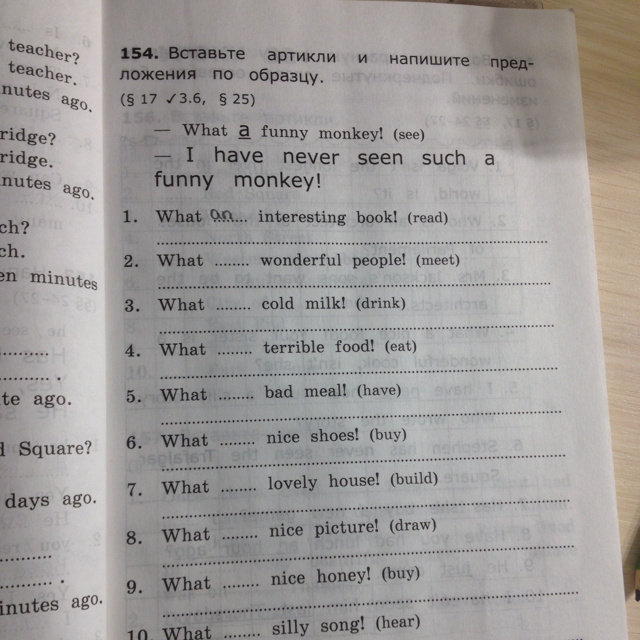 teacher?
teacher.
nutes ago.
ridge?
ridge.
nutes ago.
ch?
ch.
en minutes
te ago.
d Square?
days ago.
inutes ago.
154. Вставьте артикли и напишите пред-
ложения по образцу.
(§ 17 ✓3.6, § 25)
— What a funny monkey! (see)
— I have never seen such a
funny monkey!
1. What an.... interesting book! (read)
2. What ........ wonderful people! (meet)
3. What ........ cold milk! (drink)
4. What ........ terrible food! (eat)
5. What ........ bad meal! (have)
6. What ........ nice shoes! (buy)
7. What ........ lovely house! (build)
8. What ........ nice picture! (draw)
9. What ........ nice honey! (buy)
10. What ........ silly song! (hear)